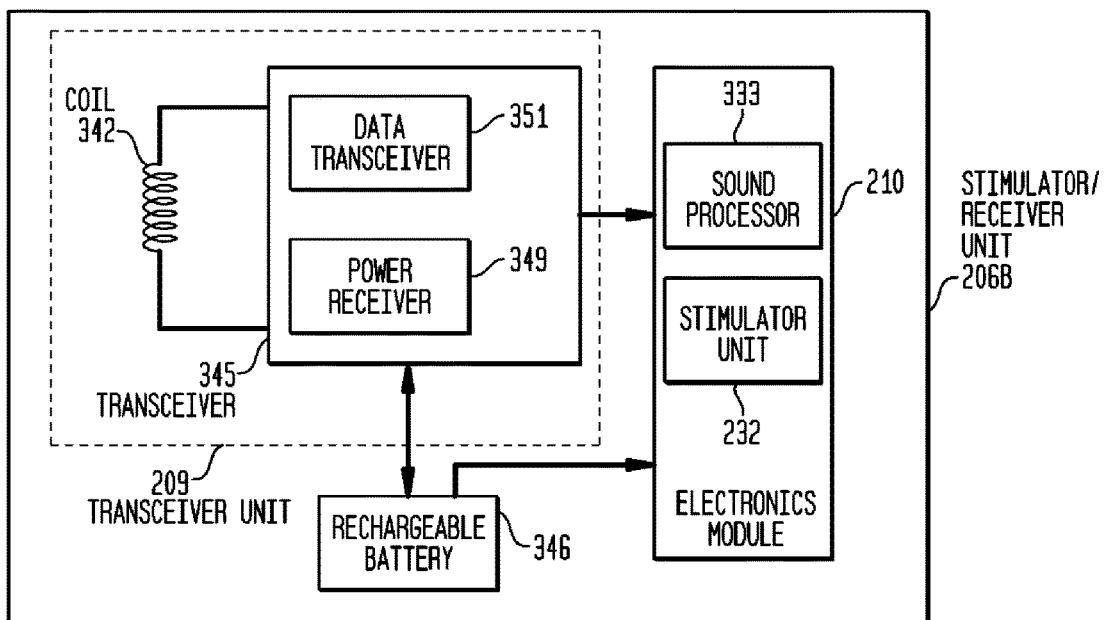 COIL
342
DATA
TRANSCEIVER
351
POWER
RECEIVER
349
345
TRANSCEIVER
209
TRANSCEIVER UNIT
RECHARGEABLE
BATTERY
346
333
SOUND
PROCESSOR
210
STIMULATOR
UNIT
232
ELECTRONICS
MODULE
STIMULATOR/
RECEIVER
UNIT
206B